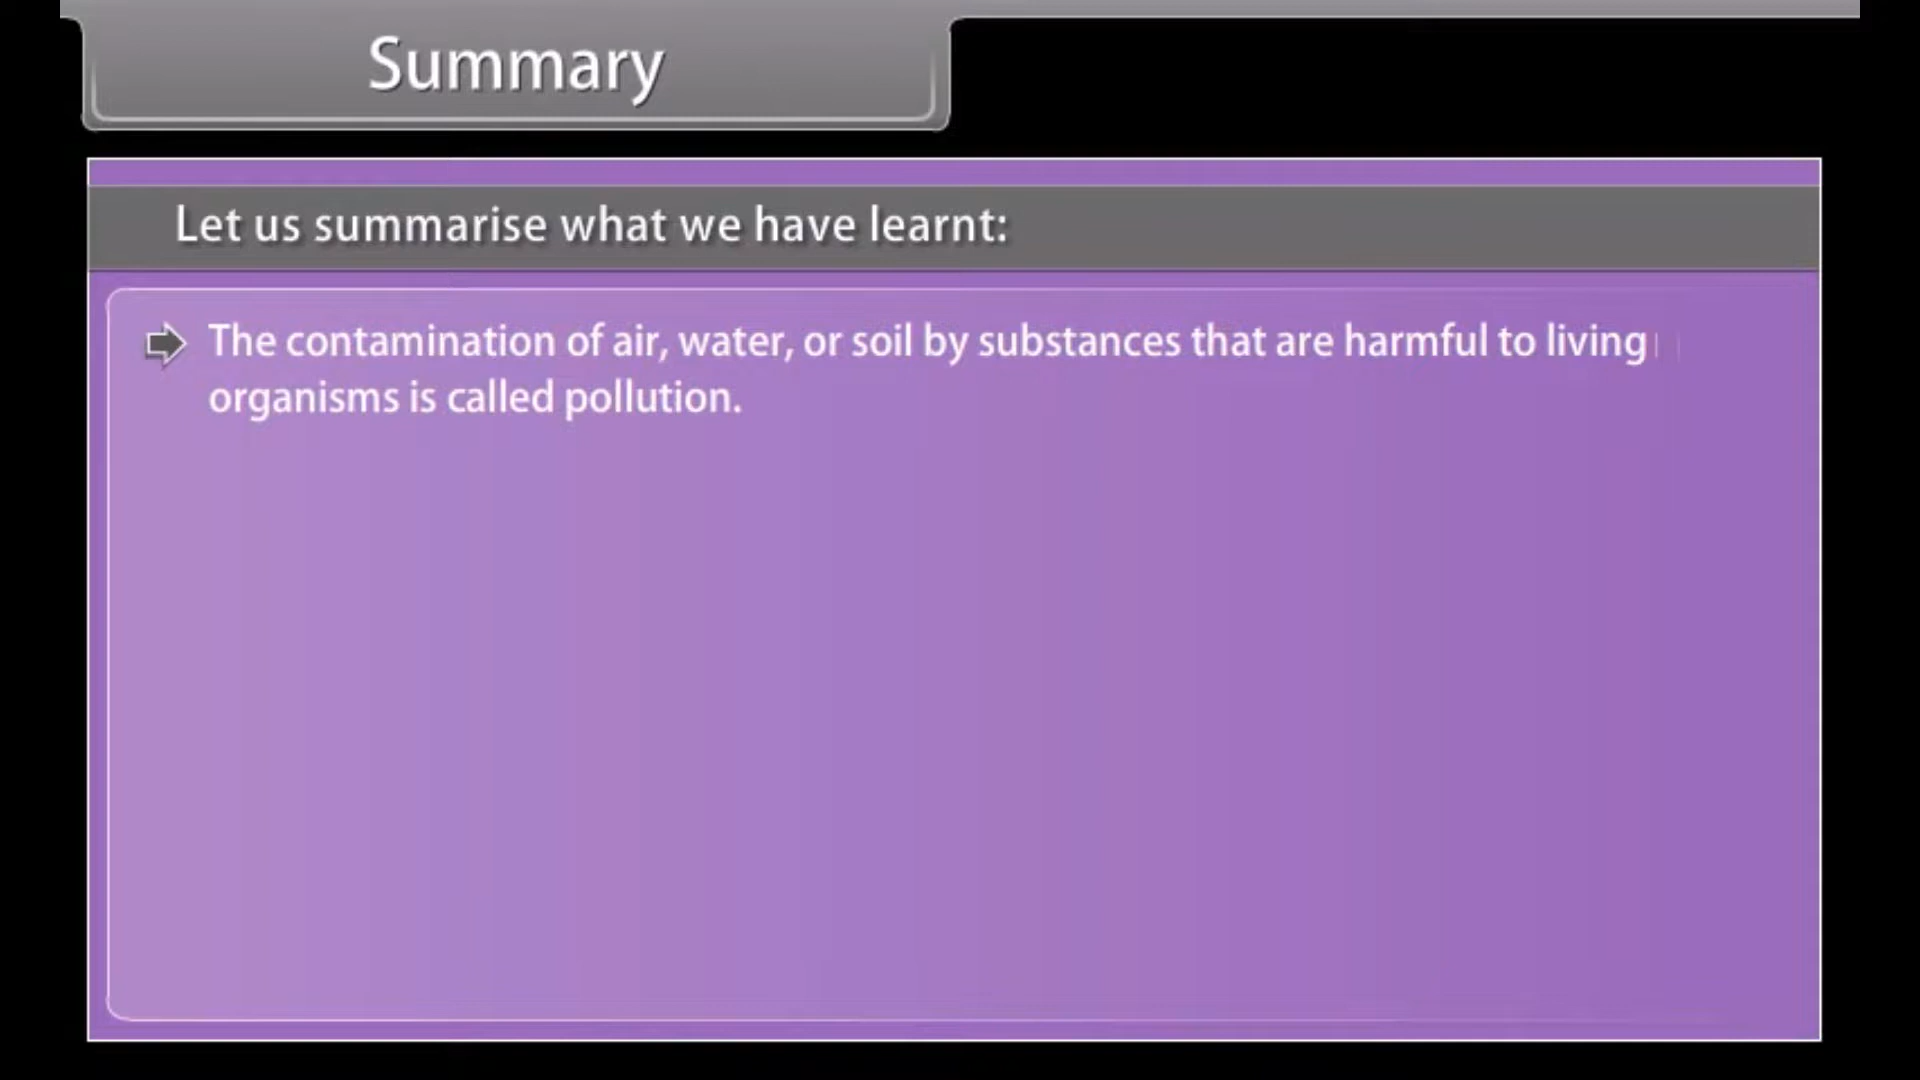 Summary
Let us summarise what we have learnt:
The contamination of air, water, or soil by substances that are harmful to living
organisms is called pollution.